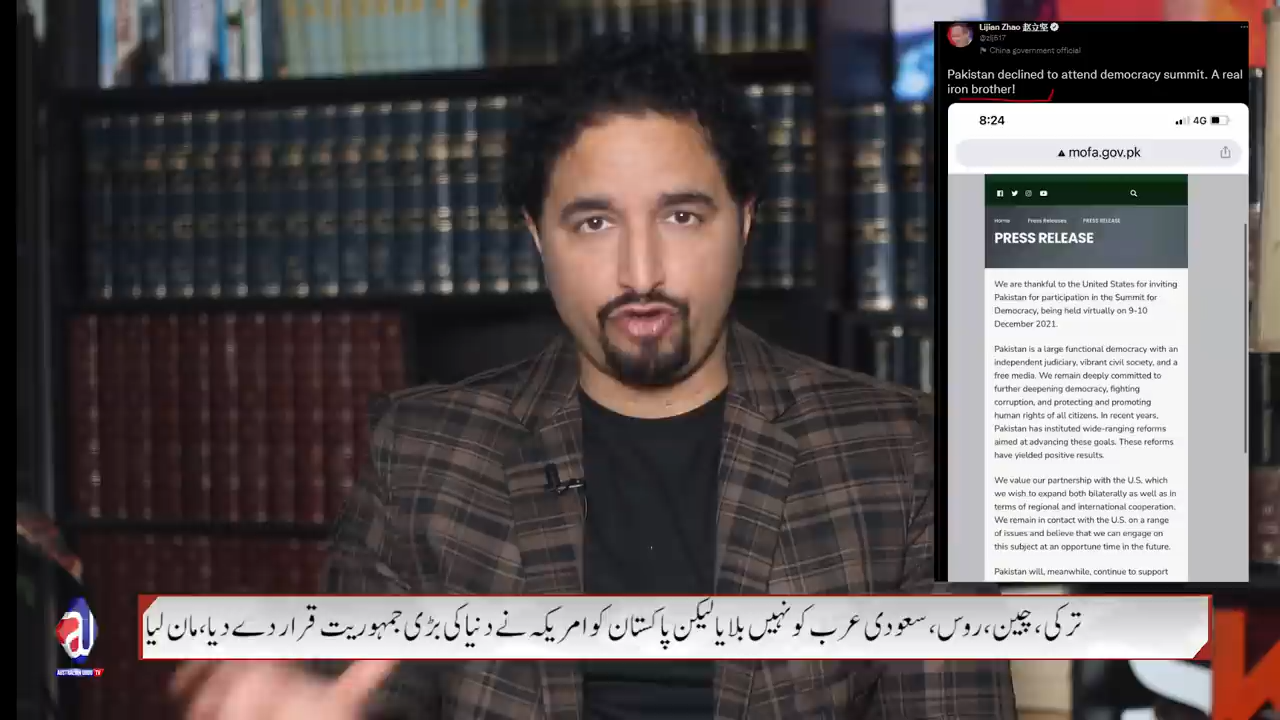 Lijian Zhao 赵立坚
@zlj517
China government official
Pakistan declined to attend democracy summit. A real
iron brother!
8:24
4G
mofa.gov.pk
Home
Press Releases
PRESS RELEASE
PRESS RELEASE
We are thankful to the United States for inviting
Pakistan for participation in the Summit for
Democracy, being held virtually on 9-10
December 2021.
Pakistan is a large functional democracy with an
independent judiciary, vibrant civil society, and a
free media. We remain deeply committed to
further deepening democracy, fighting
corruption, and protecting and promoting
human rights of all citizens. In recent years,
Pakistan has instituted wide-ranging reforms
aimed at advancing these goals. These reforms
have yielded positive results.
We value our partnership with the U.S. which
we wish to expand both bilaterally as well as in
terms of regional and international cooperation.
We remain in contact with the U.S. on a range
of issues and believe that we can engage on
this subject at an opportune time in the future.
Pakistan will, meanwhile, continue to support
ترکی، چین، روس، سعودی عرب کو نہیں بلایا لیکن پاکستان کو امریکہ نے دنیا کی بڑی جمہوریت قرار دے دیا، مان لیا
AUSTRALIAN URDU TV